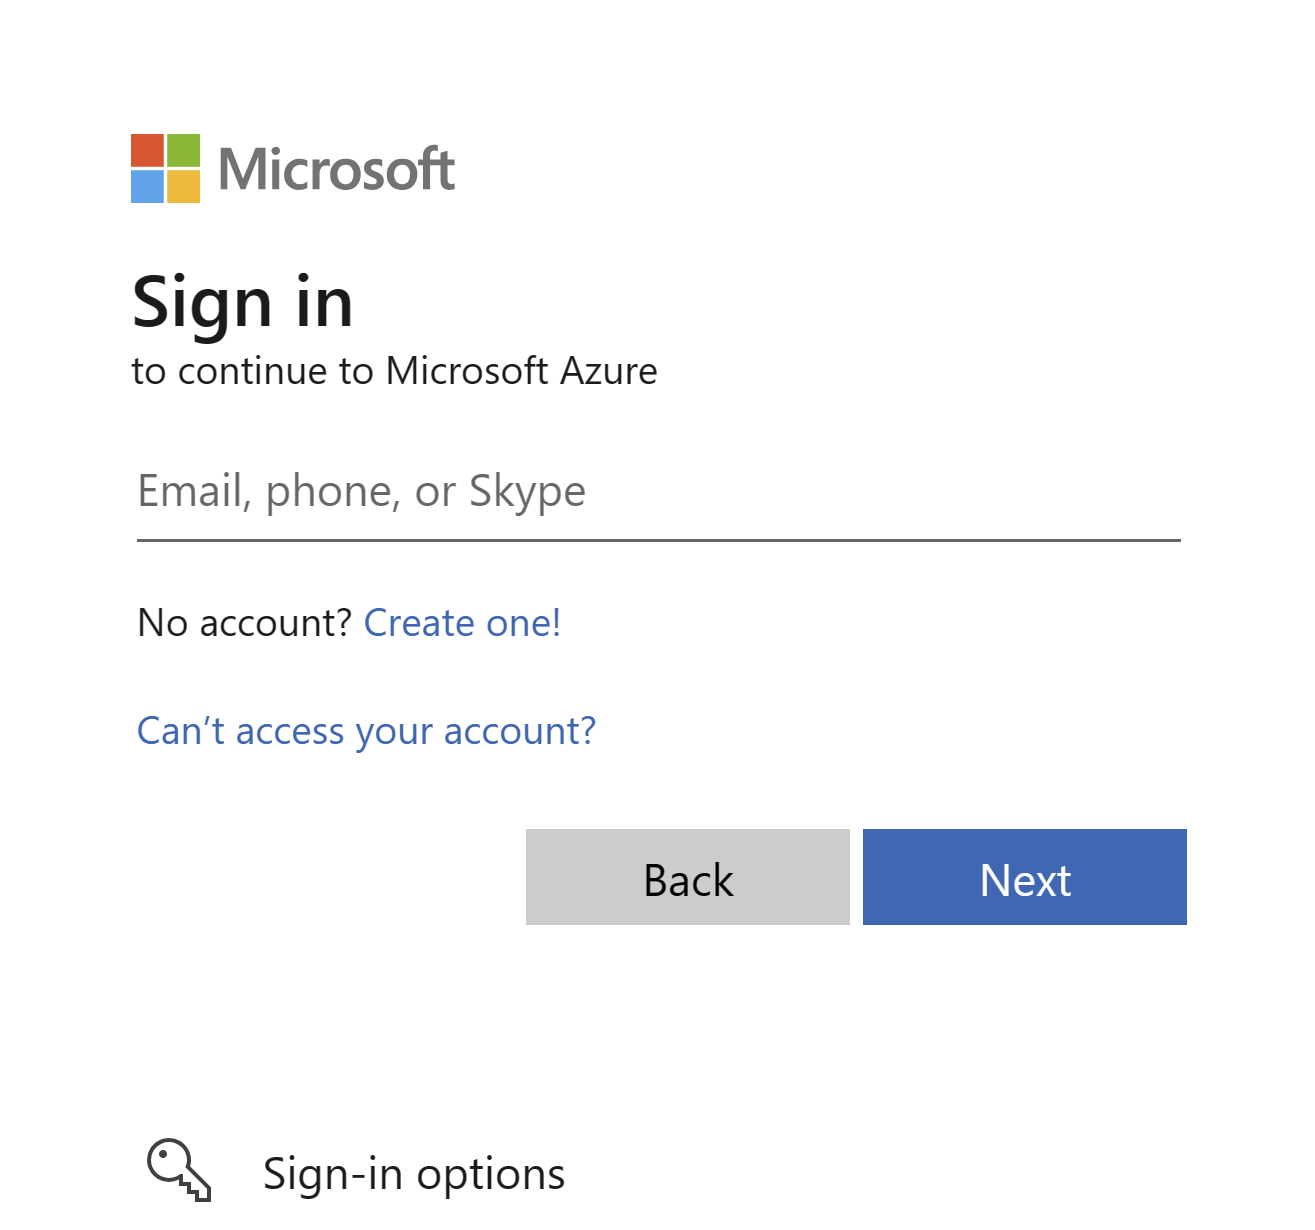 Microsoft
Sign in
to continue to Microsoft Azure
Email, phone, or Skype
No account? Create one!
Can’t access your account?
Back
Next
Sign-in options